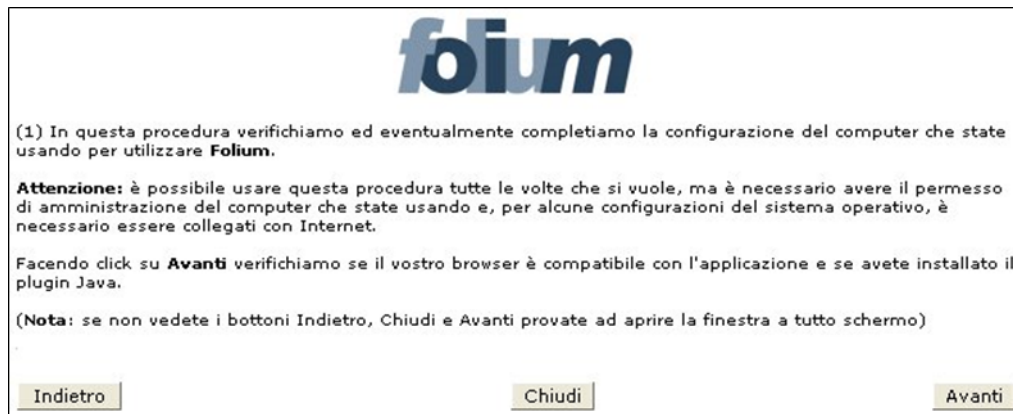 folium
(1) In questa procedura verifichiamo ed eventualmente completiamo la configurazione del computer che state
usando per utilizzare Folium.
Attenzione: è possibile usare questa procedura tutte le volte che si vuole, ma è necessario avere il permesso
di amministrazione del computer che state usando e, per alcune configurazioni del sistema operativo, è
necessario essere collegati con Internet.
Facendo click su Avanti verifichiamo se il vostro browser è compatibile con l'applicazione e se avete installato il
plugin Java.
(Nota: se non vedete i bottoni Indietro, Chiudi e Avanti provate ad aprire la finestra a tutto schermo)
Indietro Chiudi Avanti